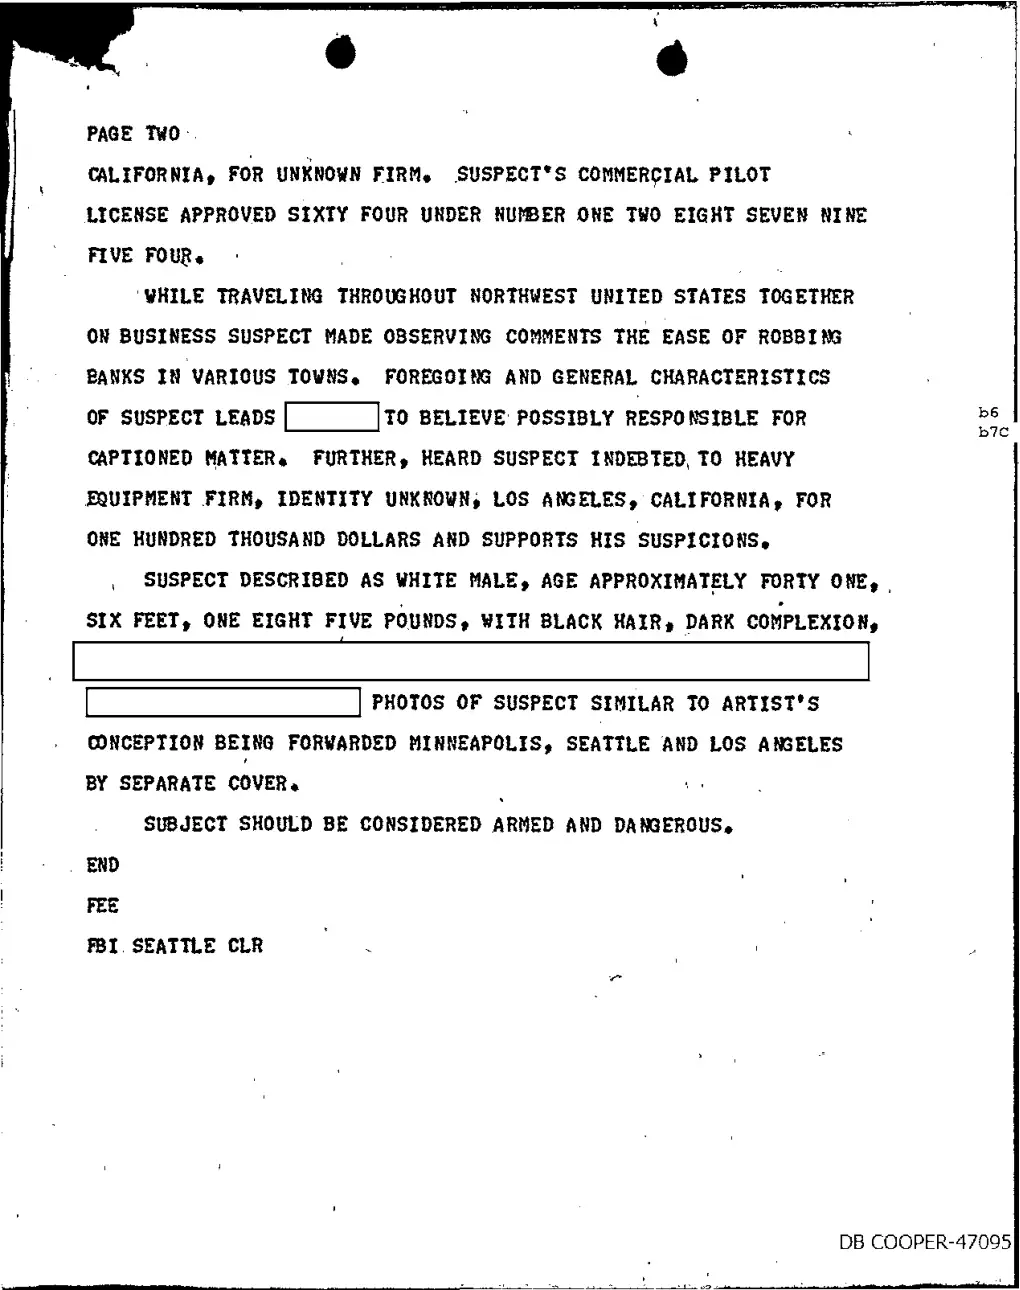 PAGE TWO
CALIFORNIA, FOR UNKNOWN FIRM. SUSPECT'S COMMERCIAL PILOT
LICENSE APPROVED SIXTY FOUR UNDER NUMBER ONE TWO EIGHT SEVEN NINE
FIVE FOUR.
WHILE TRAVELING THROUGHOUT NORTHWEST UNITED STATES TOGETHER
ON BUSINESS SUSPECT MADE OBSERVING COMMENTS THE EASE OF ROBBING
BANKS IN VARIOUS TOWNS. FOREGOING AND GENERAL CHARACTERISTICS
OF SUSPECT LEADS TO BELIEVE POSSIBLY RESPONSIBLE FOR
b6
b7C
CAPTIONED MATTER. FURTHER, HEARD SUSPECT INDEBTED TO HEAVY
EQUIPMENT FIRM, IDENTITY UNKNOWN, LOS ANGELES, CALIFORNIA, FOR
ONE HUNDRED THOUSAND DOLLARS AND SUPPORTS HIS SUSPICIONS.
SUSPECT DESCRIBED AS WHITE MALE, AGE APPROXIMATELY FORTY ONE,
SIX FEET, ONE EIGHT FIVE POUNDS, WITH BLACK HAIR, DARK COMPLEXION,
PHOTOS OF SUSPECT SIMILAR TO ARTIST'S
CONCEPTION BEING FORWARDED MINNEAPOLIS, SEATTLE AND LOS ANGELES
BY SEPARATE COVER.
SUBJECT SHOULD BE CONSIDERED ARMED AND DANGEROUS.
END
FEE
FBI SEATTLE CLR
DB COOPER-47095